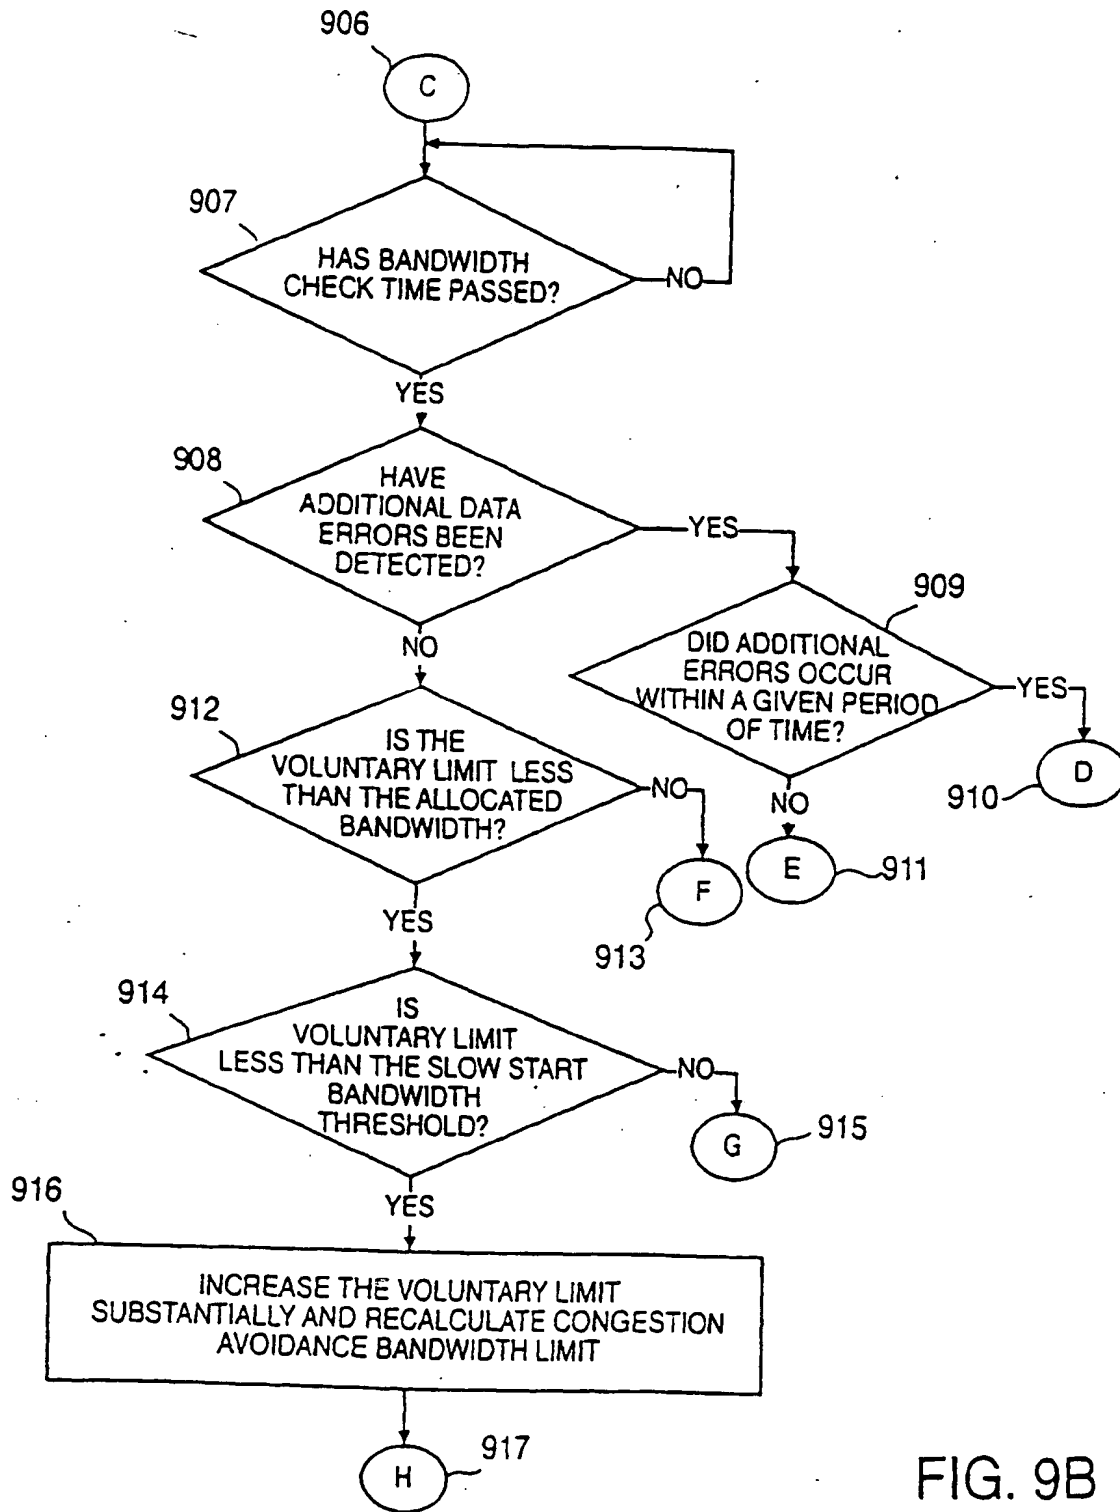 906
C
907
HAS BANDWIDTH
CHECK TIME PASSED?
NO
YES
908
HAVE
ADDITIONAL DATA
ERRORS BEEN
DETECTED?
YES
NO
909
DID ADDITIONAL
ERRORS OCCUR
WITHIN A GIVEN PERIOD
OF TIME?
YES
D
910
NO
E
911
912
IS THE
VOLUNTARY LIMIT LESS
THAN THE ALLOCATED
BANDWIDTH?
NO
F
913
YES
914
IS
VOLUNTARY LIMIT
LESS THAN THE SLOW START
BANDWIDTH
THRESHOLD?
NO
G
915
YES
916
INCREASE THE VOLUNTARY LIMIT
SUBSTANTIALLY AND RECALCULATE CONGESTION
AVOIDANCE BANDWIDTH LIMIT
H
917
FIG. 9B